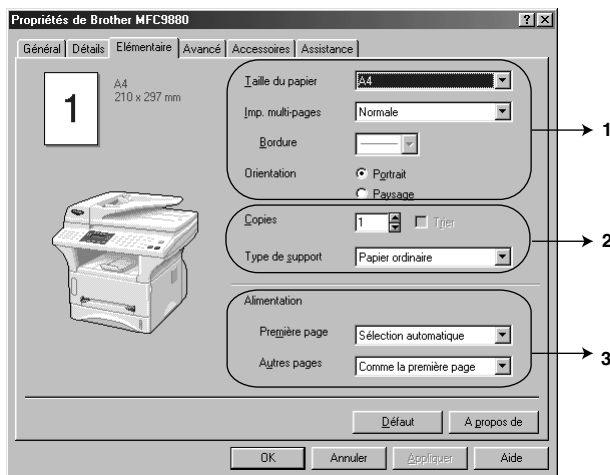 Propriétés de Brother MFC9880
Général Détails Elémentaire Avancé Accessoires Assistance
1
A4
210 x 297 mm
Taille du papier A4
Imp. multi-pages Normale
Bordure
Orientation Portrait
Paysage
1
Copies 1 Trier
Type de support Papier ordinaire
2
Alimentation
Première page Sélection automatique
Autres pages Comme la première page
3
Défaut A propos de
OK Annuler Appliquer Aide